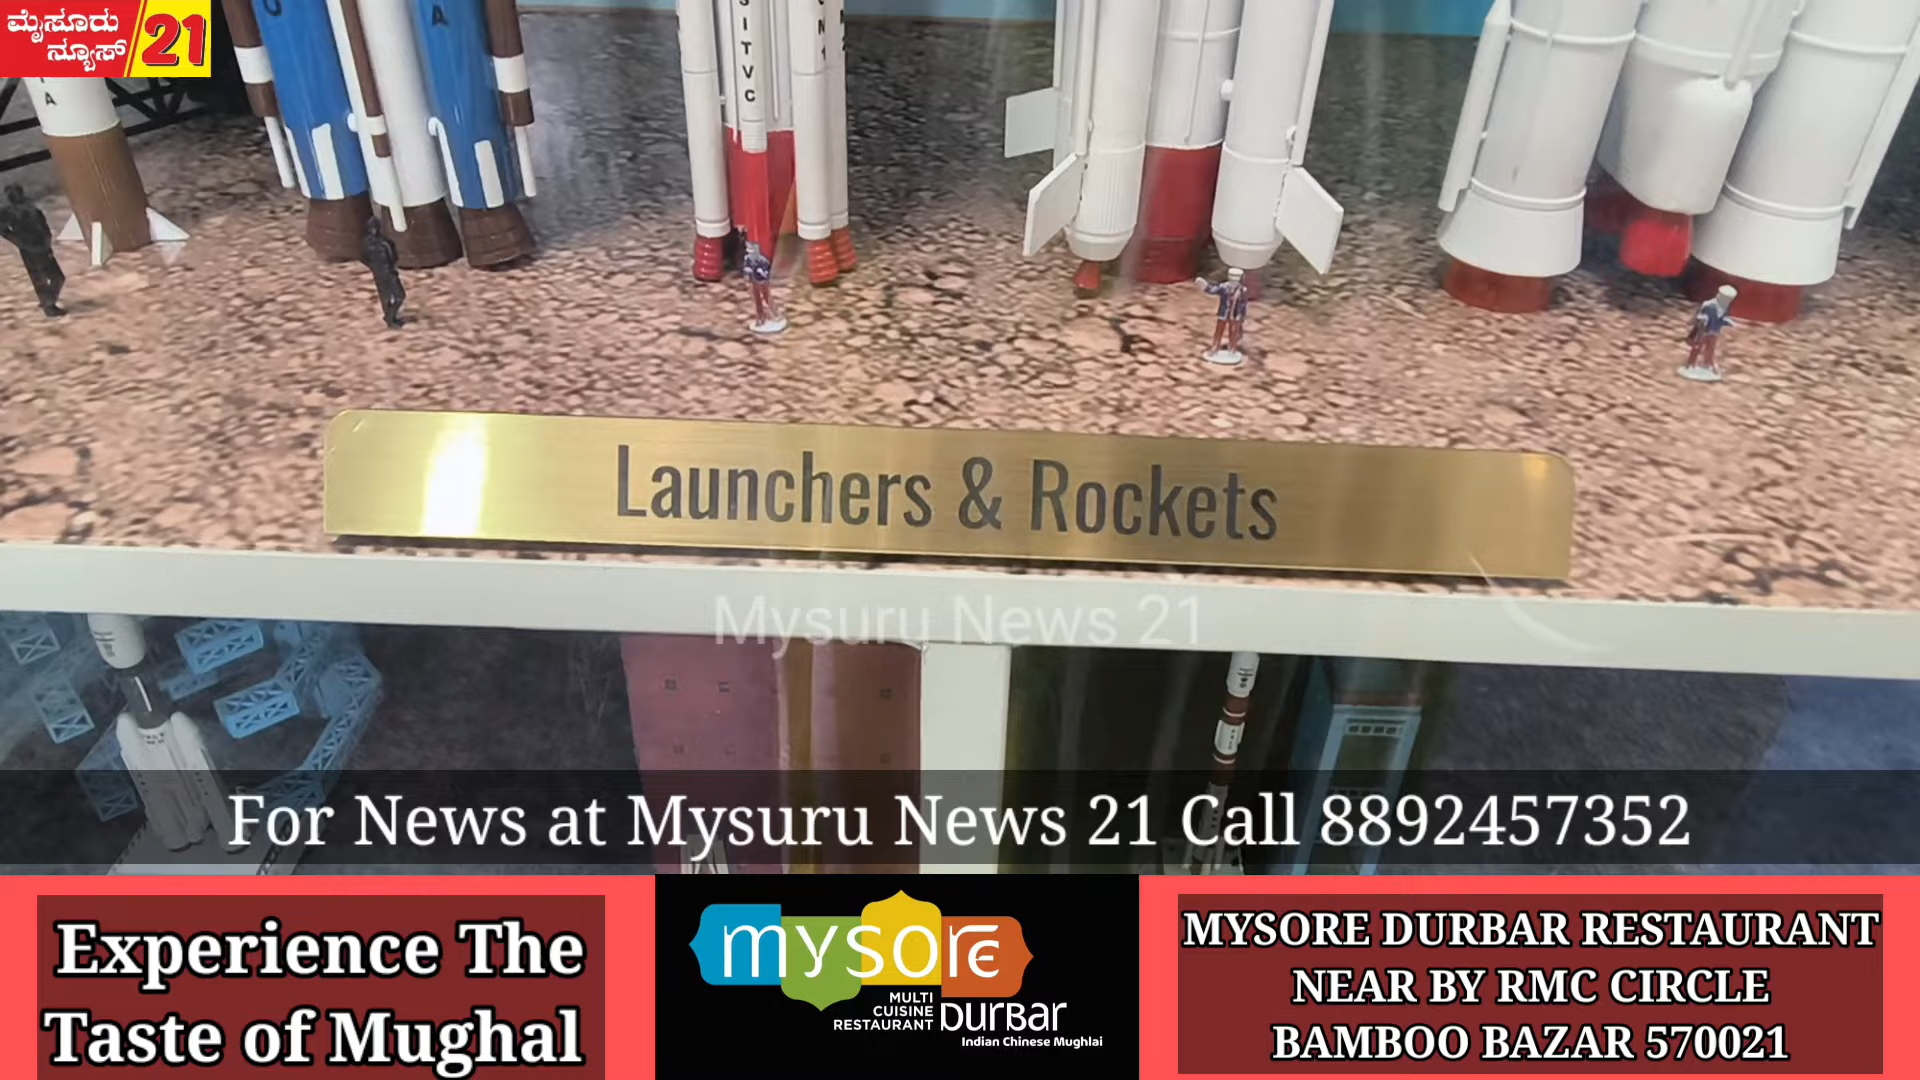 ಮೈಸೂರು
ನ್ಯೂಸ್ 21
A
A
SITVC
Launchers & Rockets
Mysuru News 21
For News at Mysuru News 21 Call 8892457352
Experience The
Taste of Mughal
mysore
MULTI
CUISINE
RESTAURANT DURBAR
Indian Chinese Mughlai
MYSORE DURBAR RESTAURANT
NEAR BY RMC CIRCLE
BAMBOO BAZAR 570021